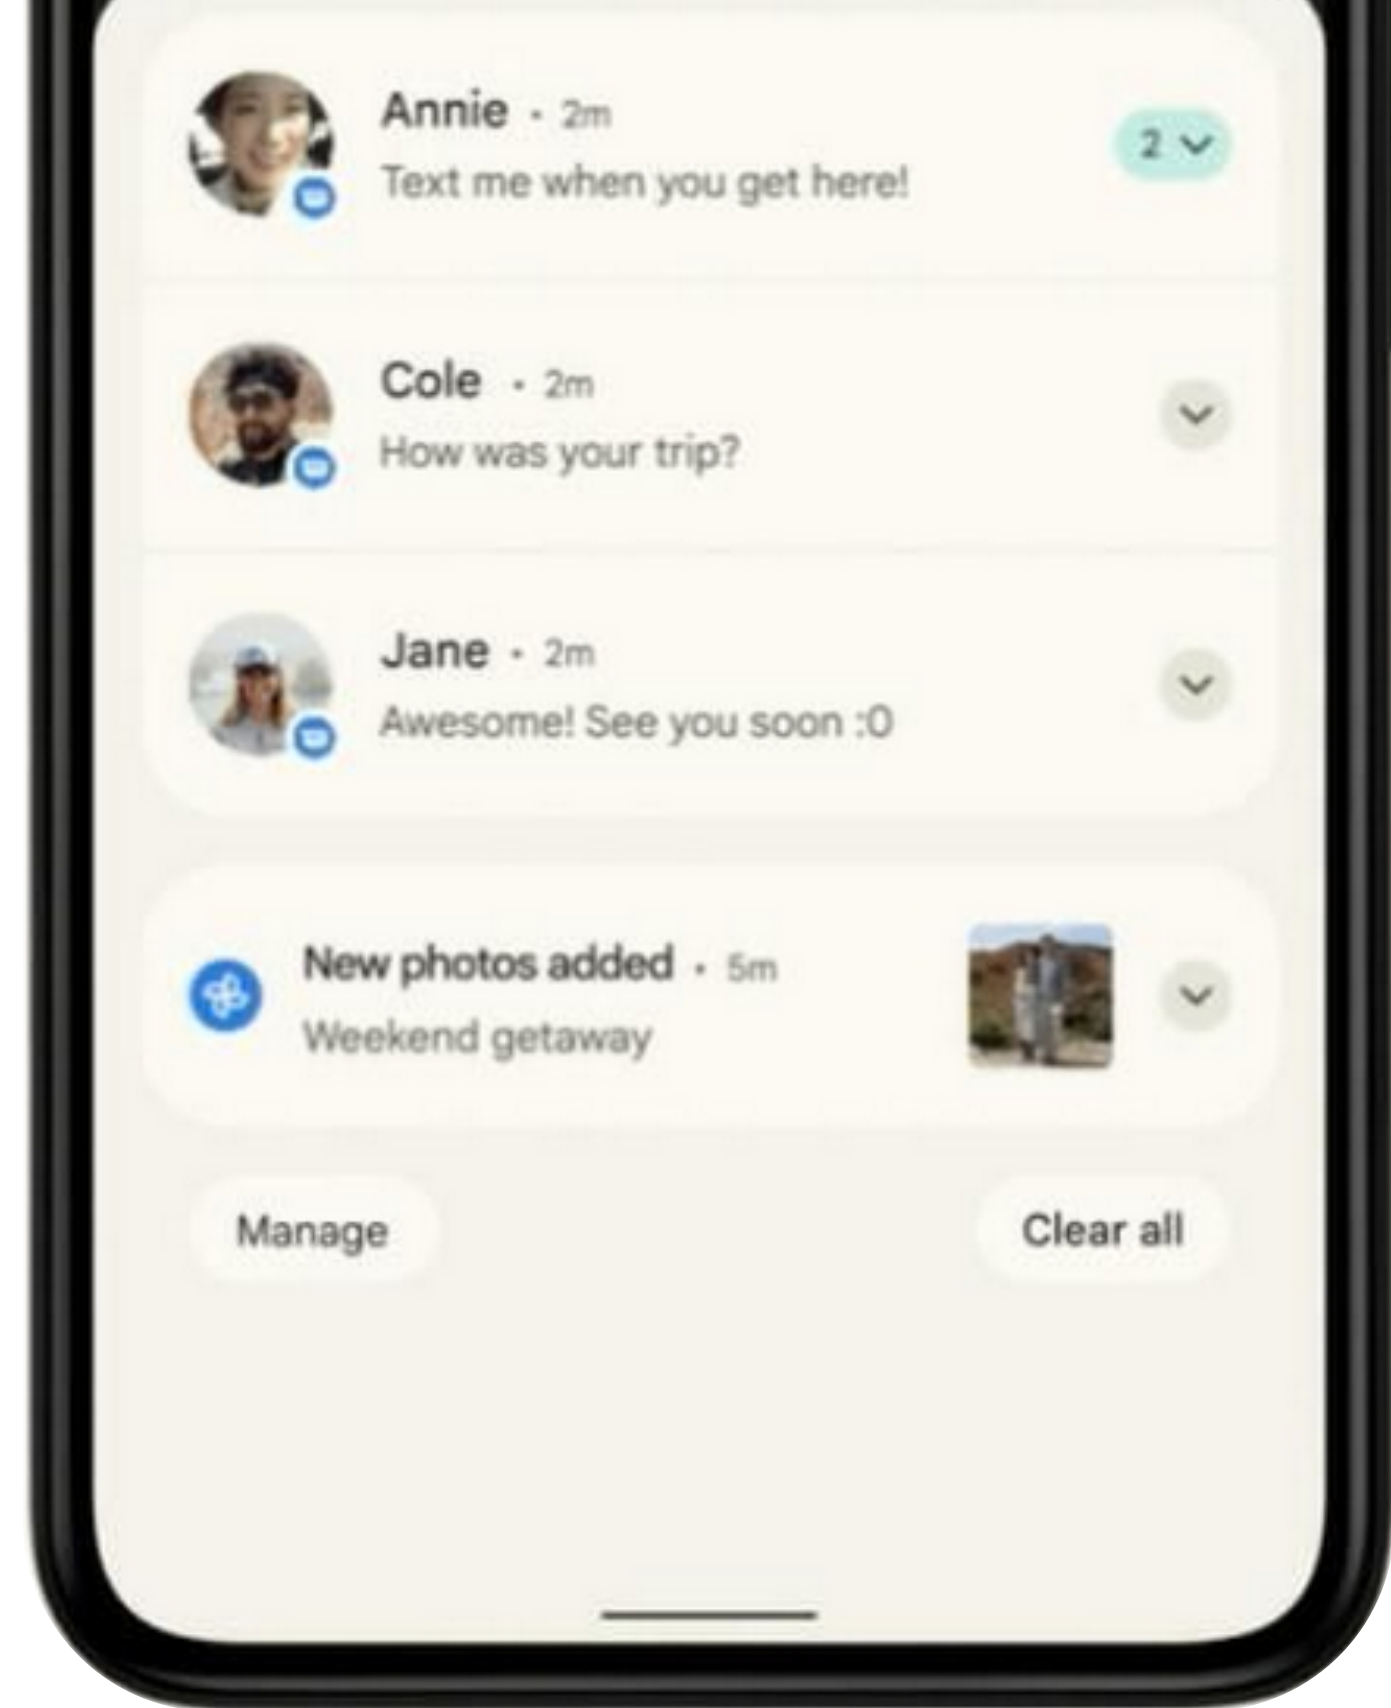 Annie • 2m
Text me when you get here!
2
Cole • 2m
How was your trip?
Jane • 2m
Awesome! See you soon :0
New photos added • 5m
Weekend getaway
Manage
Clear all